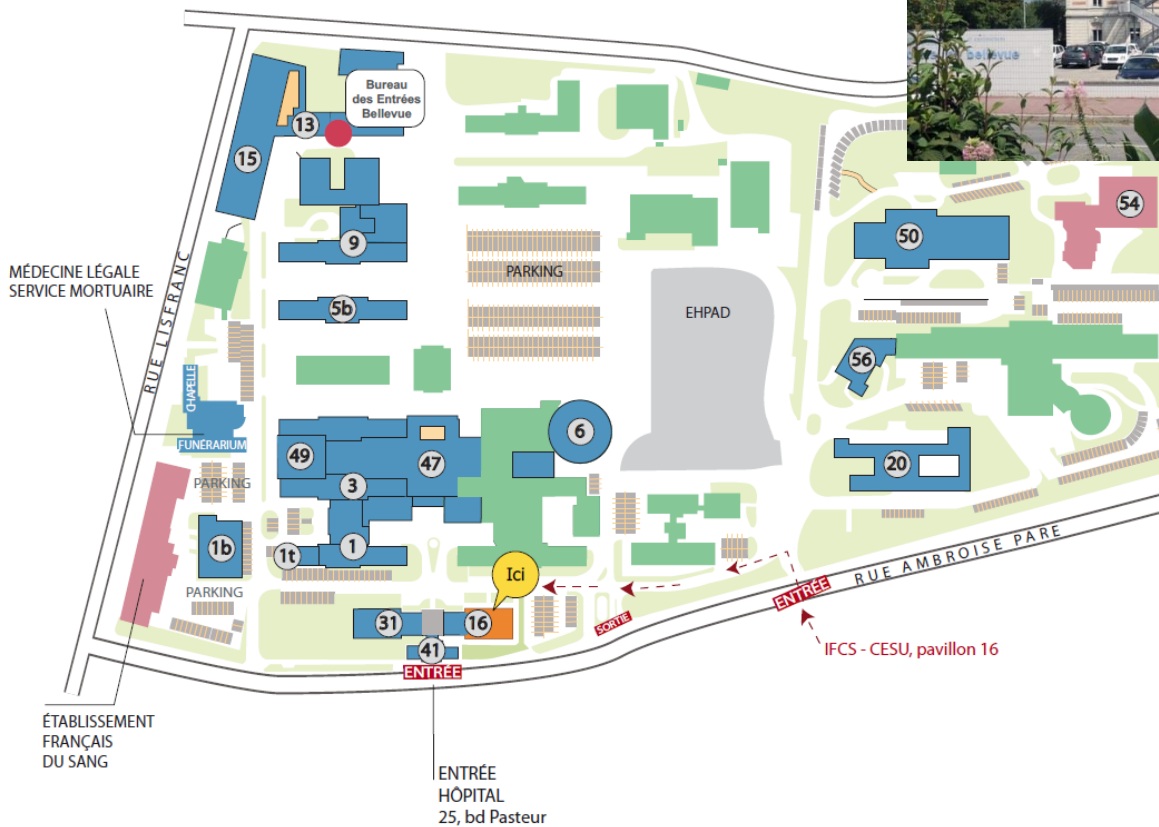 bellevue
Bureau
des Entrées
Bellevue
13
15
54
50
9
MÉDECINE LÉGALE
SERVICE MORTUAIRE
RUE LISFRANC
PARKING
EHPAD
5b
56
CHAPELLE
FUNÉRARIUM
6
49
47
20
PARKING
3
1b
1t
1
Ici
PARKING
RUE AMBROISE PARE
ENTRÉE
31
16
SORTIE
41
ENTRÉE
IFCS - CESU, pavillon 16
ÉTABLISSEMENT
FRANÇAIS
DU SANG
ENTRÉE
HÔPITAL
25, bd Pasteur